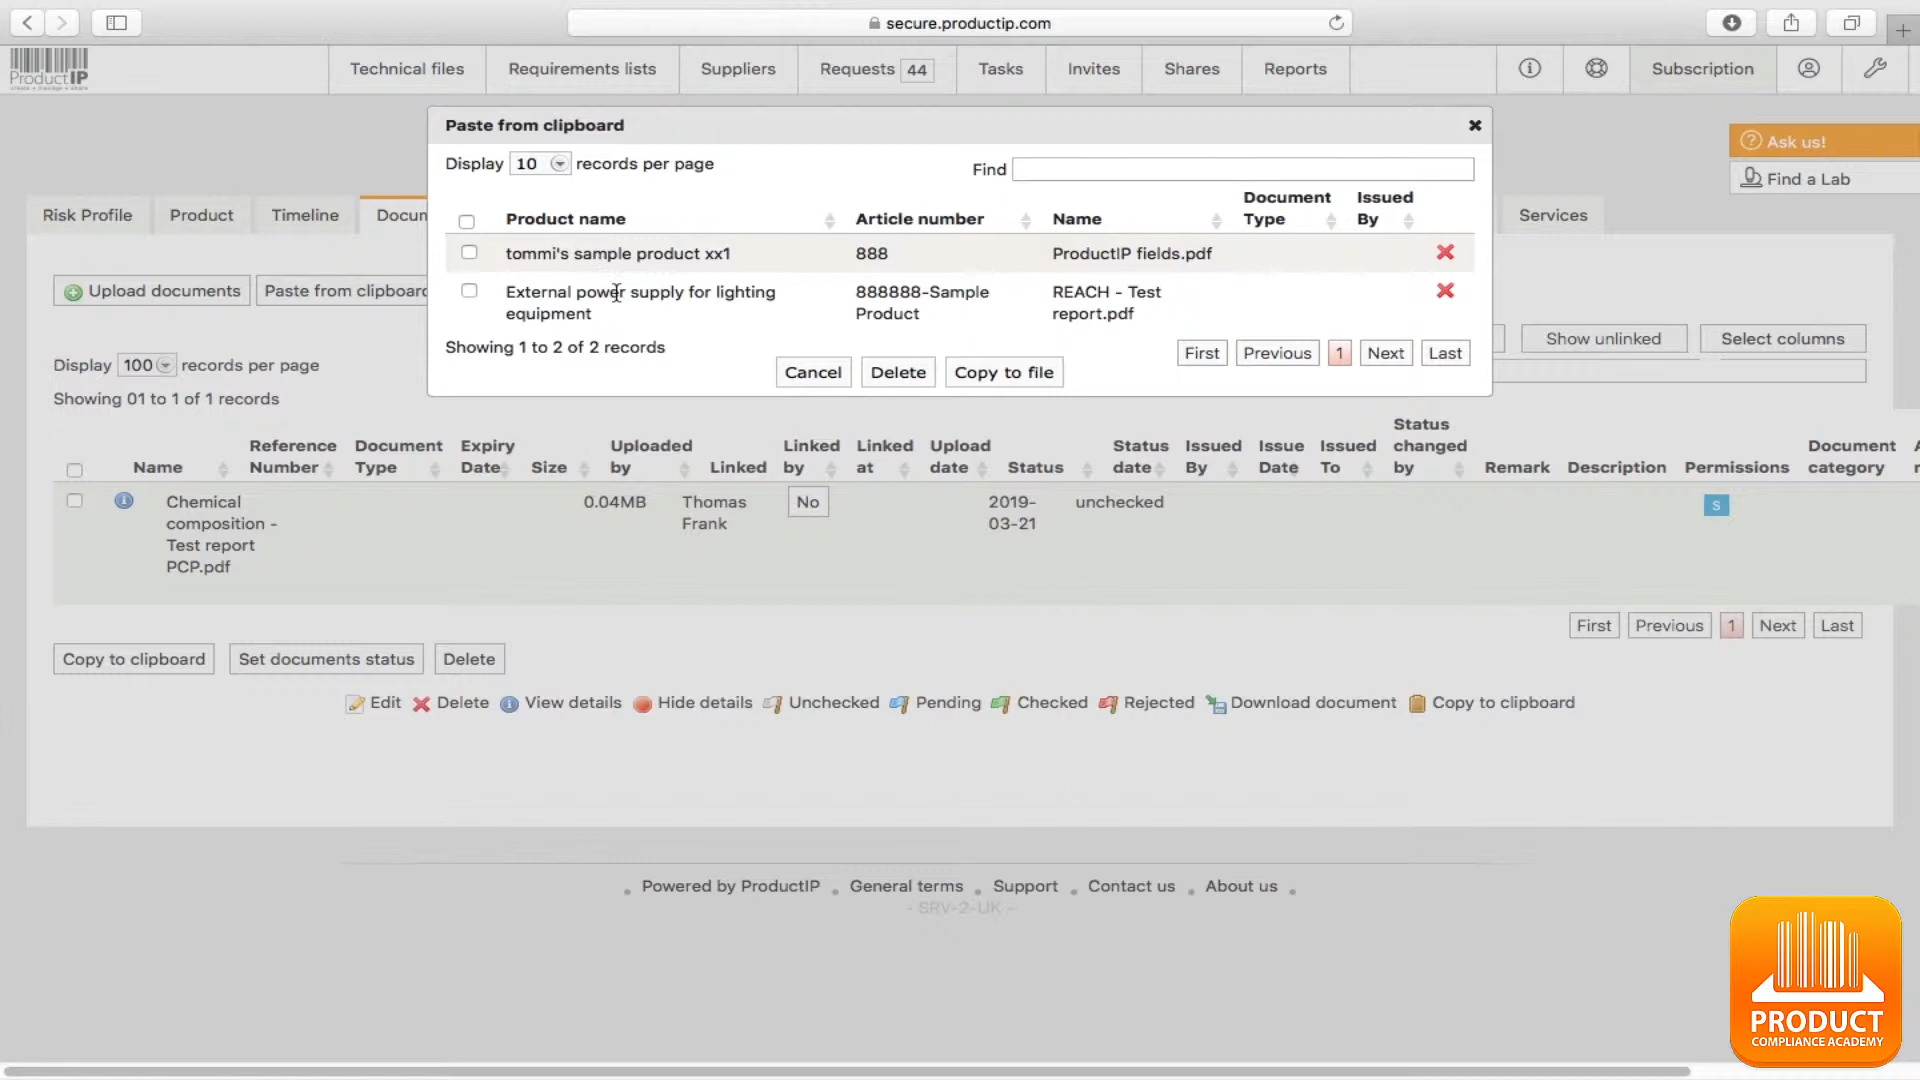 secure.productip.com
ProductIP
create • manage • share
Technical files
Requirements lists
Suppliers
Requests 44
Tasks
Invites
Shares
Reports
Subscription
Paste from clipboard
Display 10 records per page
Find
Product name
Article number
Name
Document Type
Issued By
tommi's sample product xx1
888
ProductIP fields.pdf
External power supply for lighting
equipment
888888-Sample
Product
REACH - Test
report.pdf
Showing 1 to 2 of 2 records
First Previous 1 Next Last
Cancel Delete Copy to file
Ask us!
Find a Lab
Risk Profile
Product
Timeline
Docun
Services
Upload documents
Paste from clipboard
Show unlinked
Select columns
Display 100 records per page
Showing 01 to 1 of 1 records
Name
Reference Number
Document Type
Expiry Date
Size
Uploaded by
Linked
Linked by
Linked at
Upload date
Status
Status date
Issued By
Issue Date
Issued To
Status changed by
Remark
Description
Permissions
Document category
Chemical
composition -
Test report
PCP.pdf
0.04MB
Thomas
Frank
No
2019-
03-21
unchecked
S
First Previous 1 Next Last
Copy to clipboard
Set documents status
Delete
Edit Delete View details Hide details Unchecked Pending Checked Rejected Download document Copy to clipboard
Powered by ProductIP General terms Support Contact us About us
- SRV-2-UK -
PRODUCT
COMPLIANCE ACADEMY